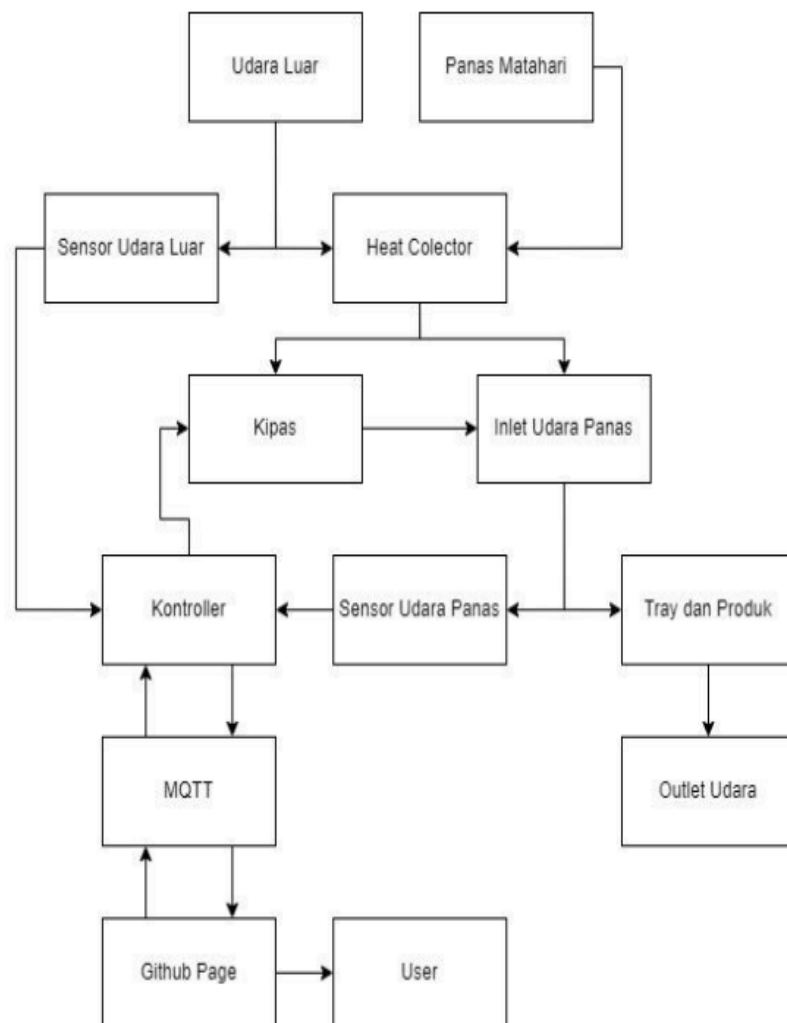 Udara Luar
Panas Matahari
Sensor Udara Luar
Heat Colector
Kipas
Inlet Udara Panas
Kontroller
Sensor Udara Panas
Tray dan Produk
MQTT
Outlet Udara
Github Page
User